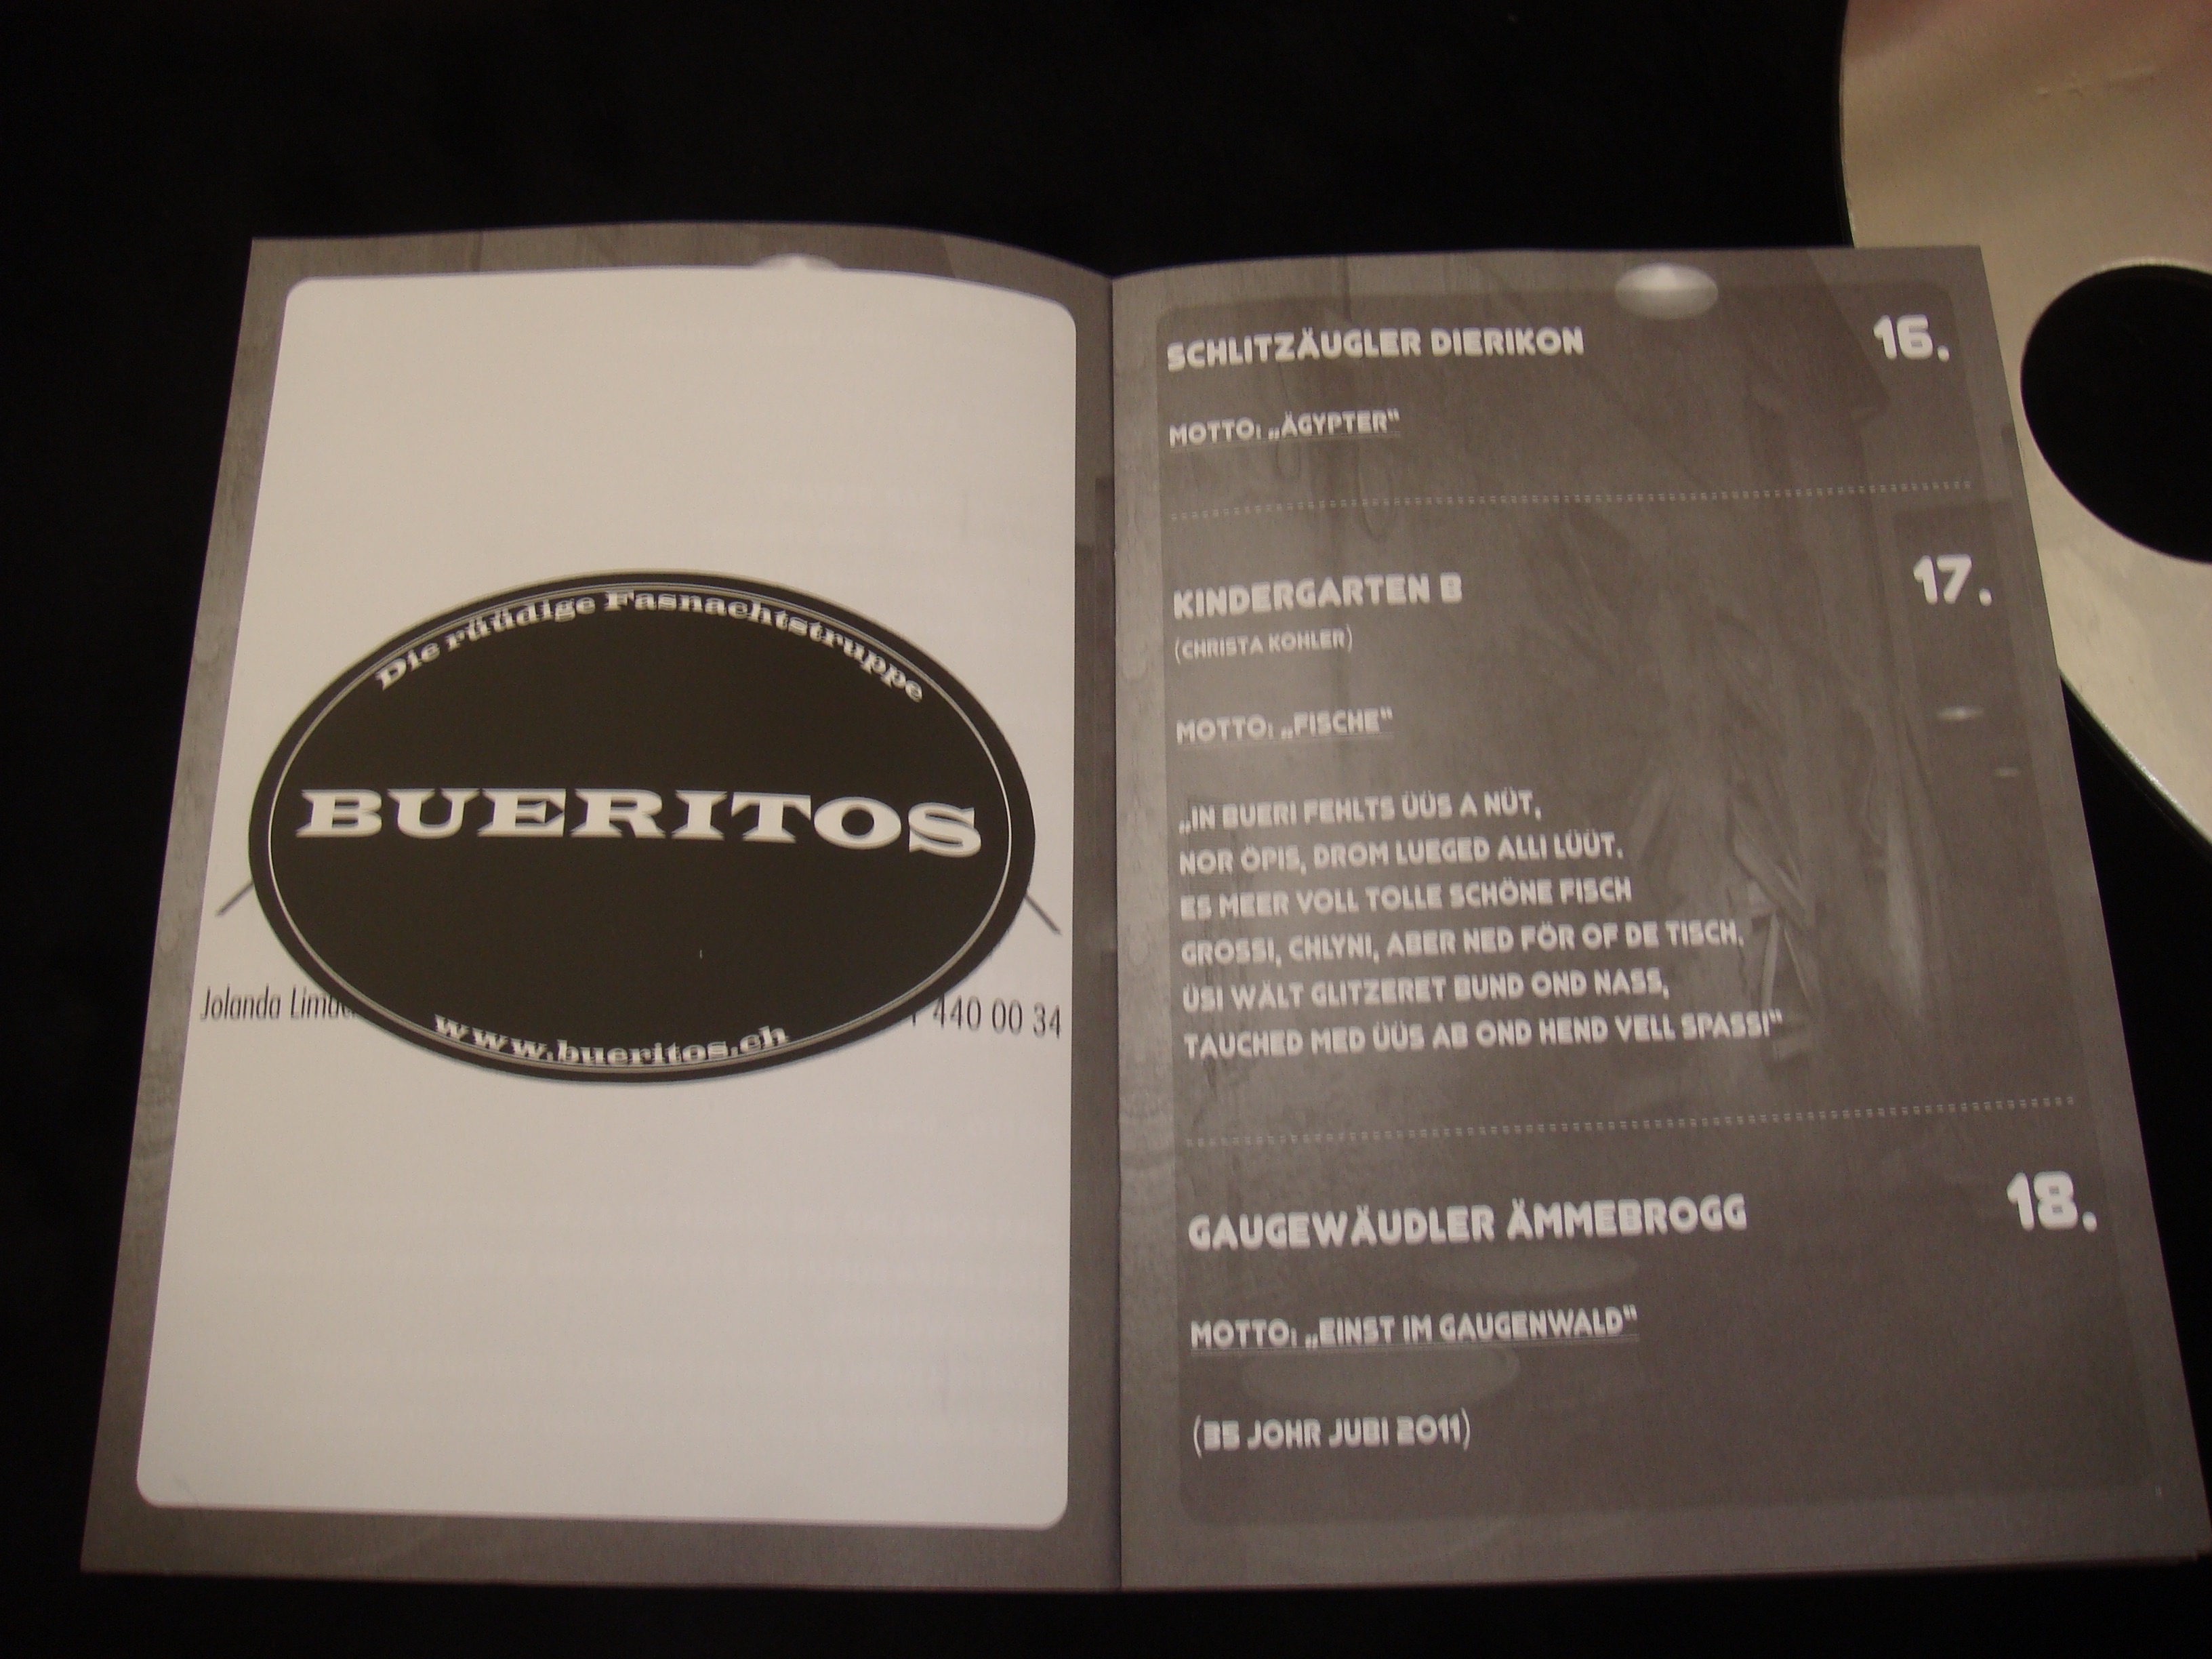 Die rüüdige Fasnachtstruppe
BUERITOS
Jolanda
440 00 34
www.bueritos.ch
SCHLITZÄUGLER DIERIKON
16.
MOTTO: „ÄGYPTER“
KINDERGARTEN B
17.
(CHRISTA KOHLER)
MOTTO: „FISCHE“
„IN BUERI FEHLTS ÜÜS A NÜT,
NOR ÖPIS, DROM LUEGED ALLI LÜÜT.
ES MEER VOLL TOLLE SCHÖNE FISCH
GROSSI, CHLYNI, ABER NED FÖR OF DE TISCH.
ÜSI WÄLT GLITZERET BUND OND NASS,
TAUCHED MED ÜÜS AB OND HEND VELL SPASS!“
GAUGEWÄUDLER ÄMMEBROGG
18.
MOTTO: „EINST IM GAUGENWALD“
(35 JOHR JUBI 2011)